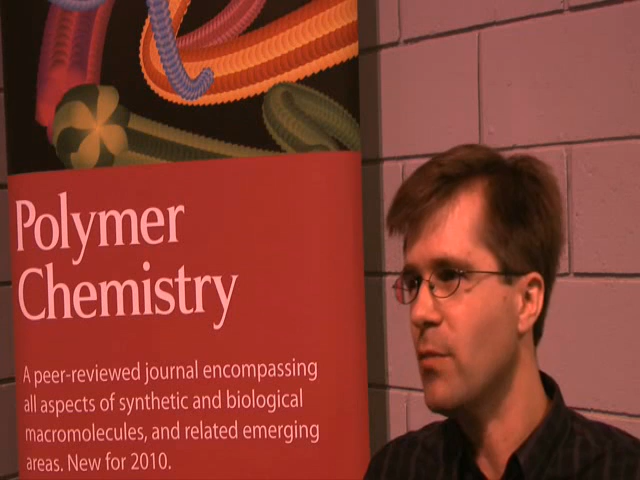 Polymer
Chemistry
A peer-reviewed journal encompassing
all aspects of synthetic and biological
macromolecules, and related emerging
areas. New for 2010.